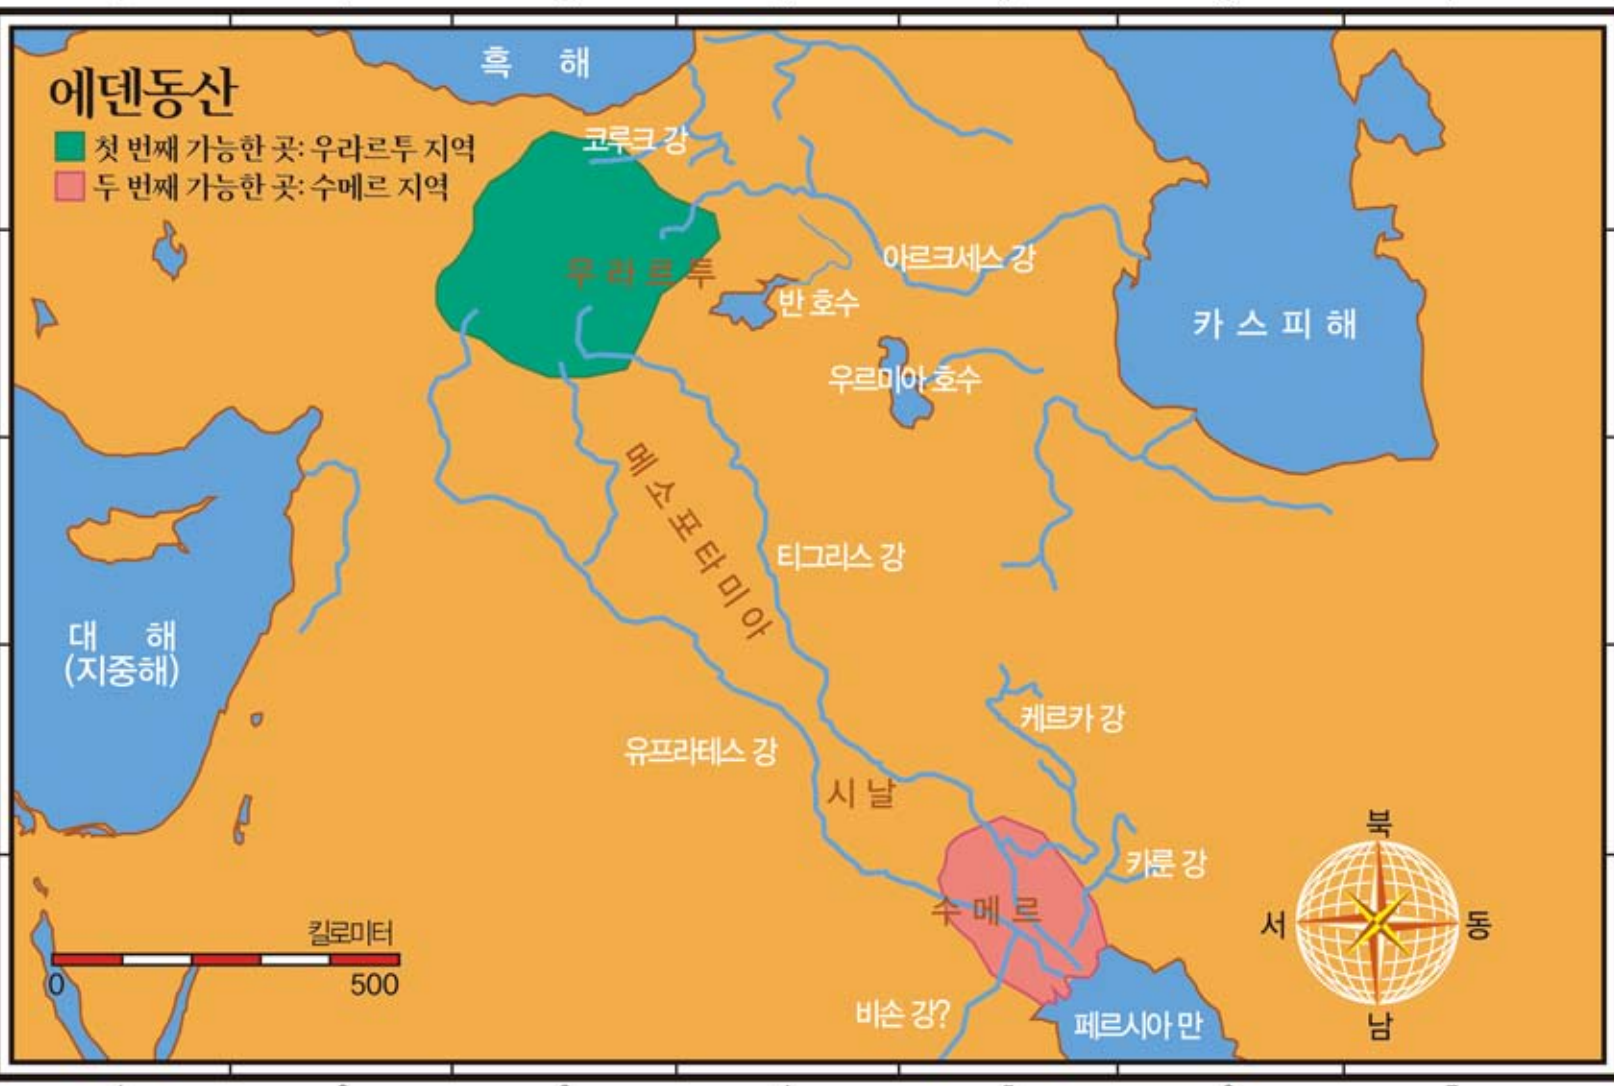 에덴동산
첫 번째 가능한 곳: 우라르투 지역
두 번째 가능한 곳: 수메르 지역
흑 해
코루크 강
우 라 르 투
아르크세스 강
반 호수
카 스 피 해
우르미아 호수
메 소 포 타 미 아
티그리스 강
대 해
(지중해)
케르카 강
유프라테스 강
시 날
카룬 강
수 메 르
비손 강?
페르시아 만
킬로미터
0 500
북
서 동
남